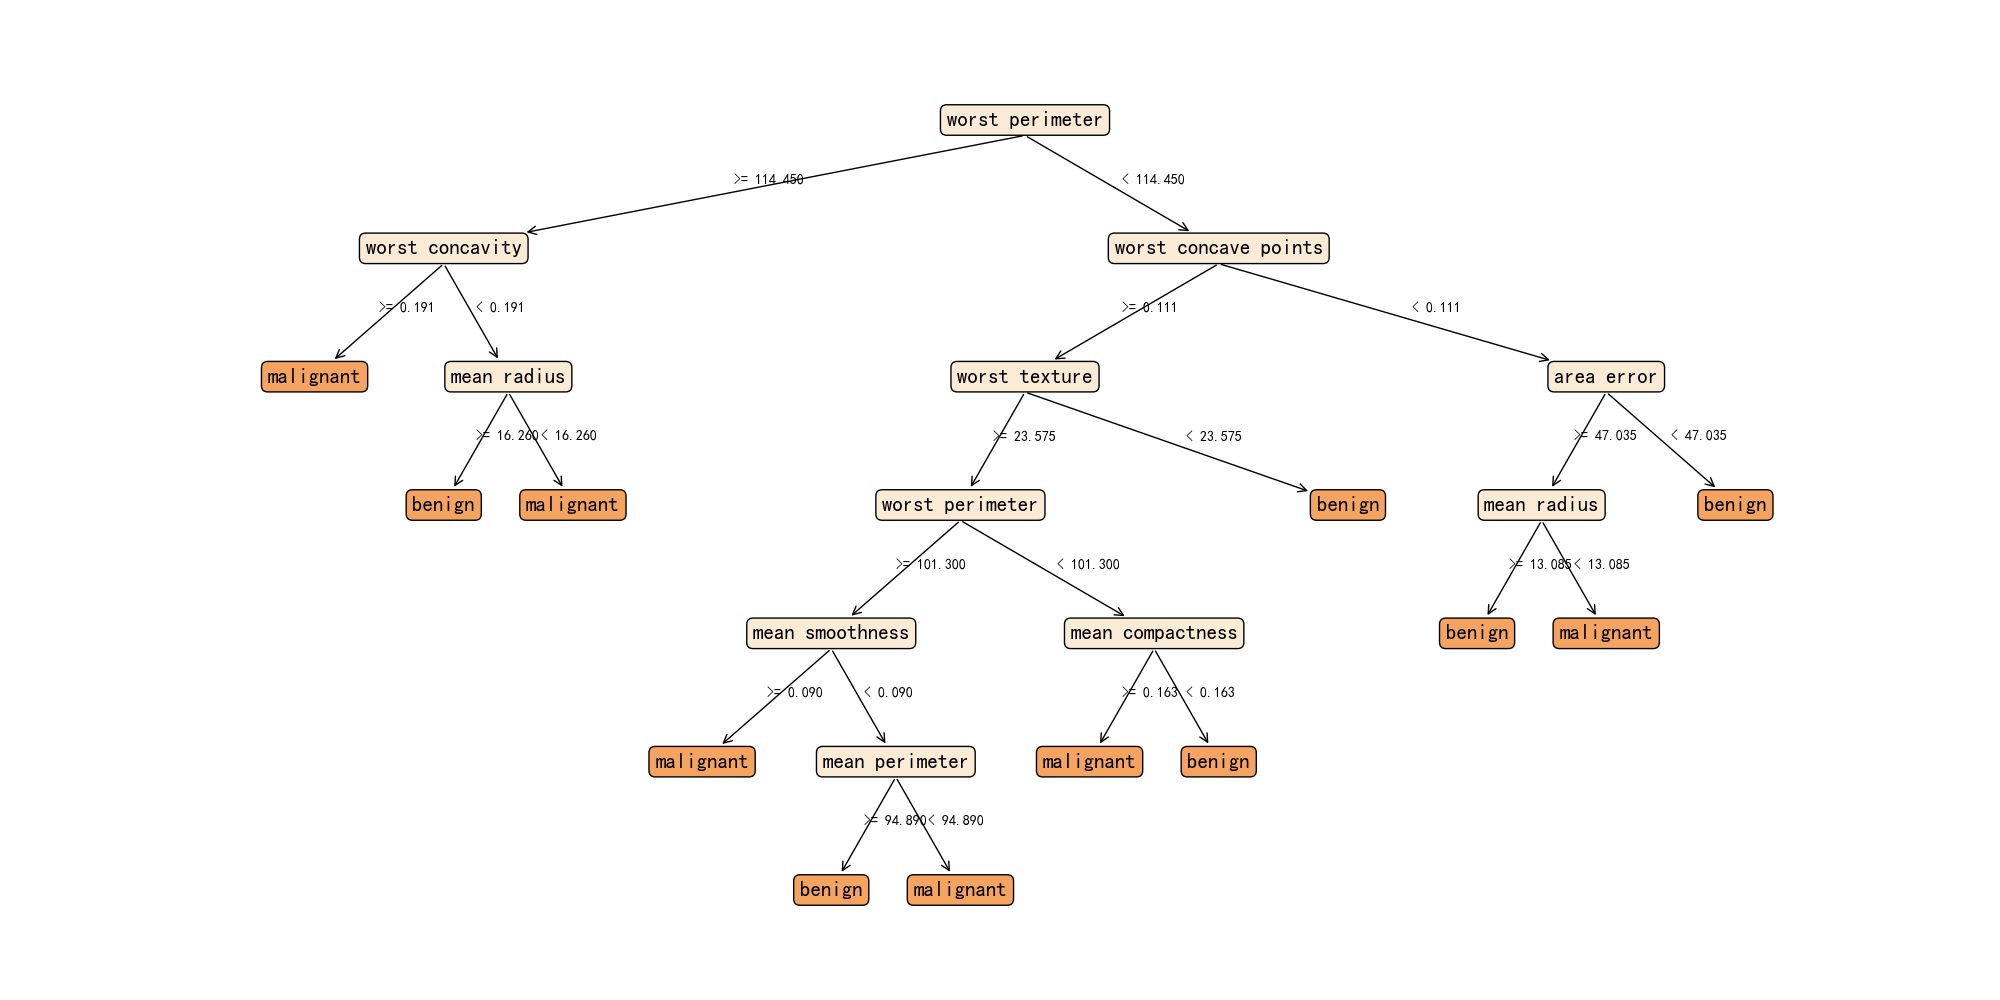 worst perimeter
>= 114.450
< 114.450
worst concavity
worst concave points
>= 0.191
< 0.191
>= 0.111
< 0.111
malignant
mean radius
worst texture
area error
>= 16.260
< 16.260
>= 23.575
< 23.575
>= 47.035
< 47.035
benign
malignant
worst perimeter
benign
mean radius
benign
>= 101.300
< 101.300
>= 13.085
< 13.085
mean smoothness
mean compactness
benign
malignant
>= 0.090
< 0.090
>= 0.163
< 0.163
malignant
mean perimeter
malignant
benign
>= 94.890
< 94.890
benign
malignant